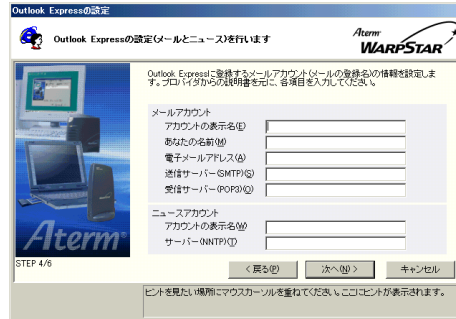 Outlook Expressの設定
Outlook Expressの設定(メールとニュース)を行います
Aterm
WARPSTAR
Outlook Expressに登録するメールアカウント(メールの登録名)の情報を設定しま
す。プロバイダからの説明書を元に、各項目を入力してください。
メールアカウント
アカウントの表示名(E)
あなたの名前(M)
電子メールアドレス(A)
送信サーバー(SMTP)(S)
受信サーバー(POP3)(O)
ニュースアカウント
アカウントの表示名(W)
サーバー(NNTP)(T)
Aterm
STEP 4/6
< 戻る(P)
次へ(N) >
キャンセル
ヒントを見たい場所にマウスカーソルを重ねてください。ここにヒントが表示されます。